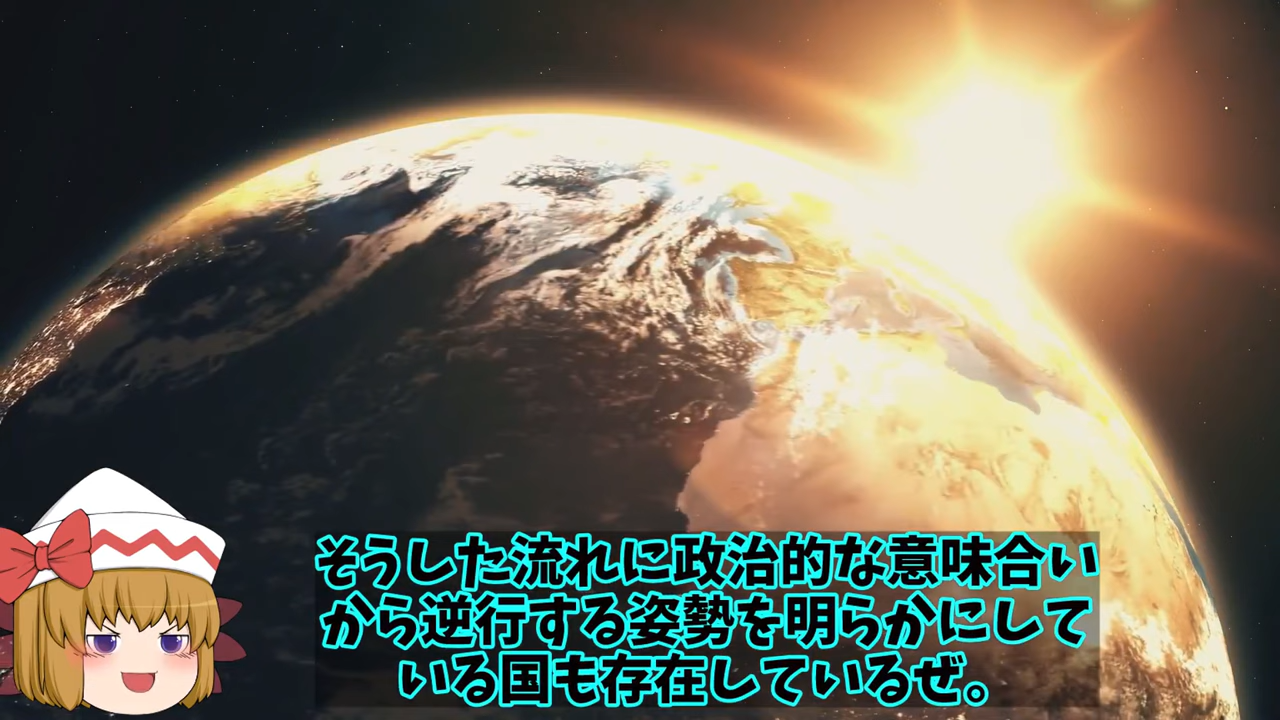 そうした流れに政治的な意味合い
から逆行する姿勢を明らかにして
いる国も存在しているぜ。